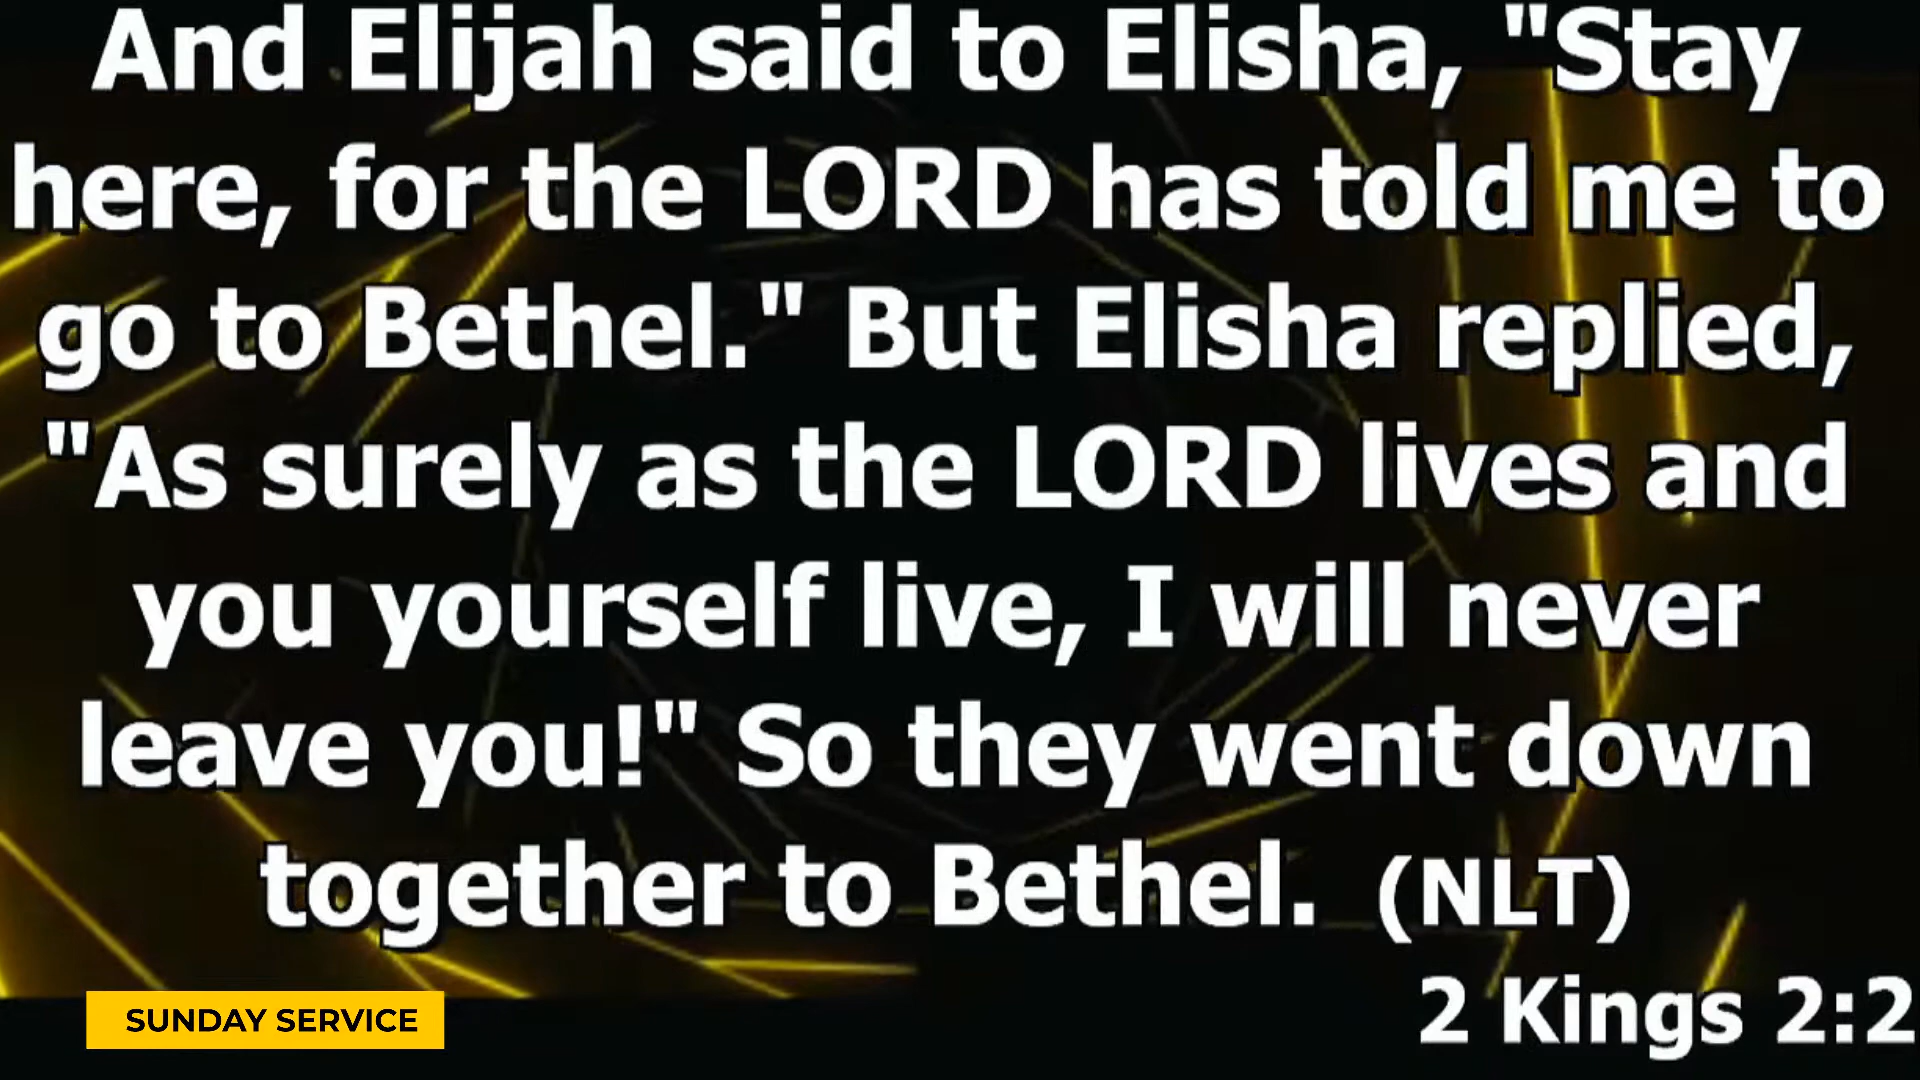 And Elijah said to Elisha, "Stay
here, for the LORD has told me to
go to Bethel." But Elisha replied,
"As surely as the LORD lives and
you yourself live, I will never
leave you!" So they went down
together to Bethel. (NLT)
2 Kings 2:2
SUNDAY SERVICE